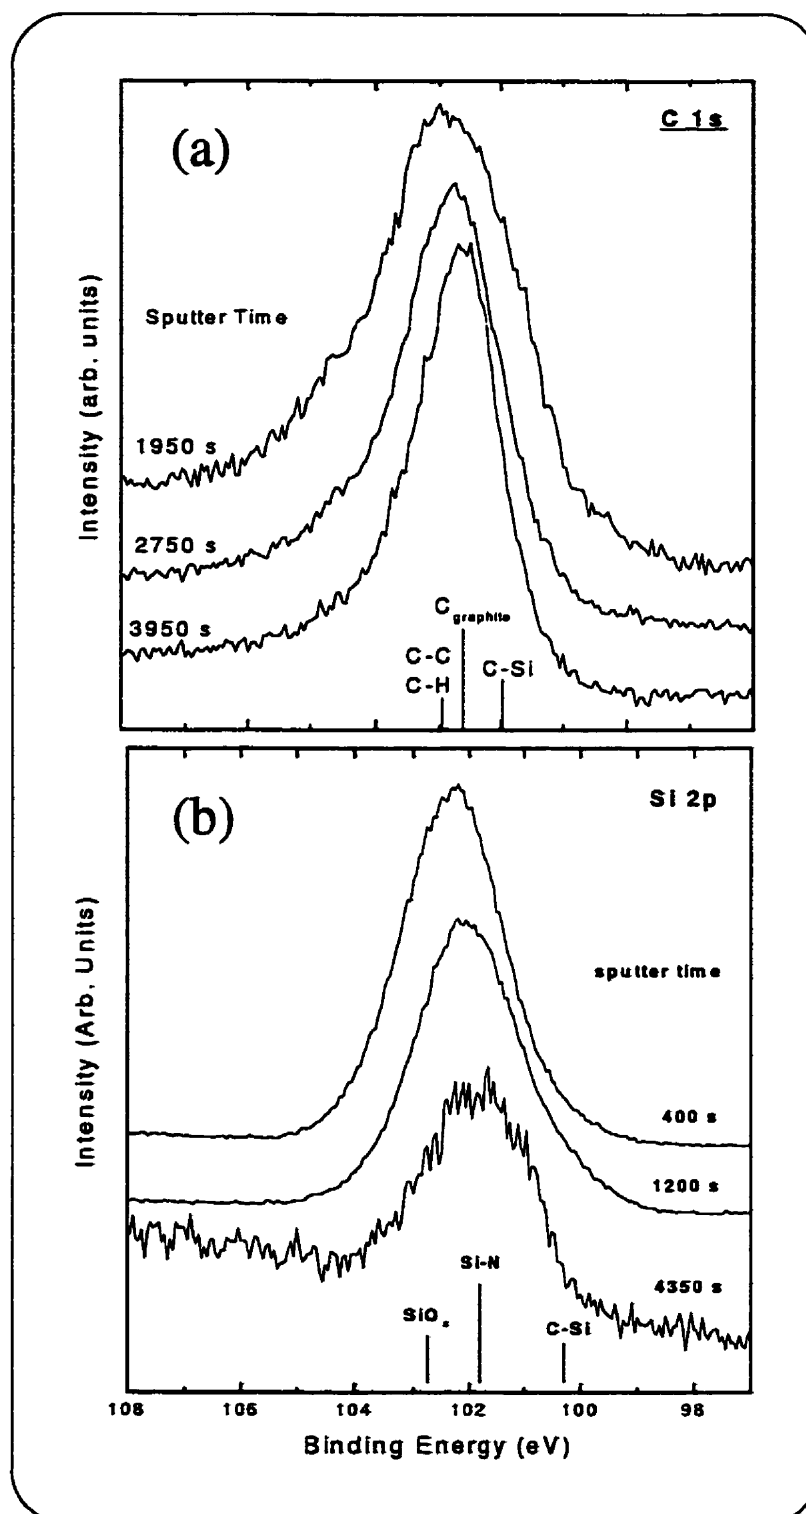 C 1s
(a)
Intensity (arb. units)
Sputter Time
1950 s
2750 s
3950 s
C graphite
C-C
C-H
C-Si
Si 2p
(b)
Intensity (Arb. Units)
sputter time
400 s
1200 s
4350 s
Si-N
SiOx
C-Si
108 106 104 102 100 98
Binding Energy (eV)